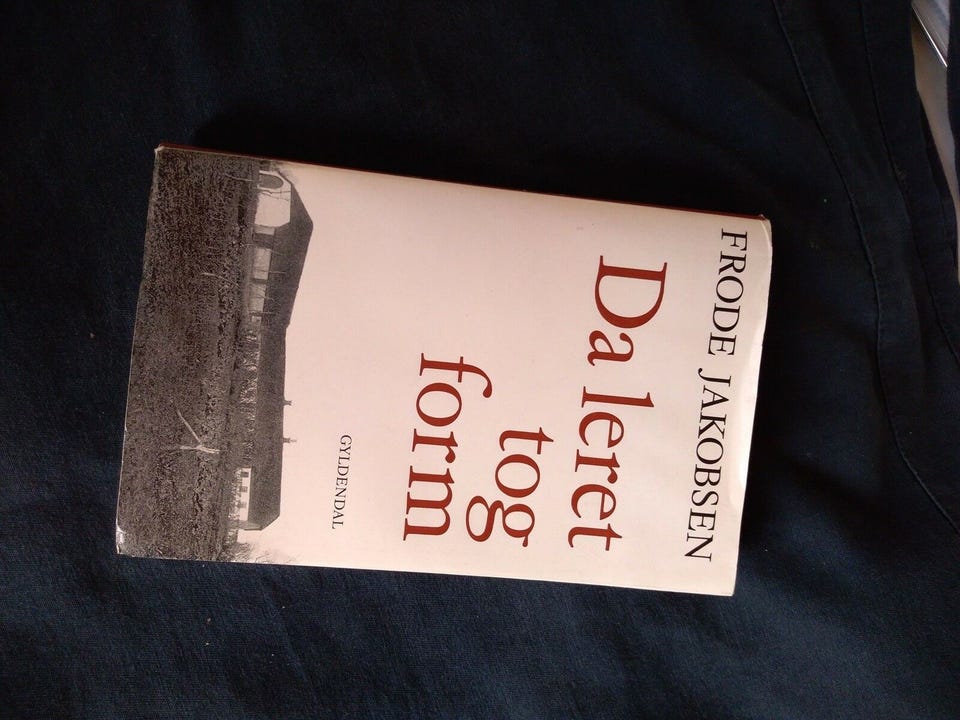 FRODE JAKOBSEN
Da leret
tog
form
GYLDENDAL